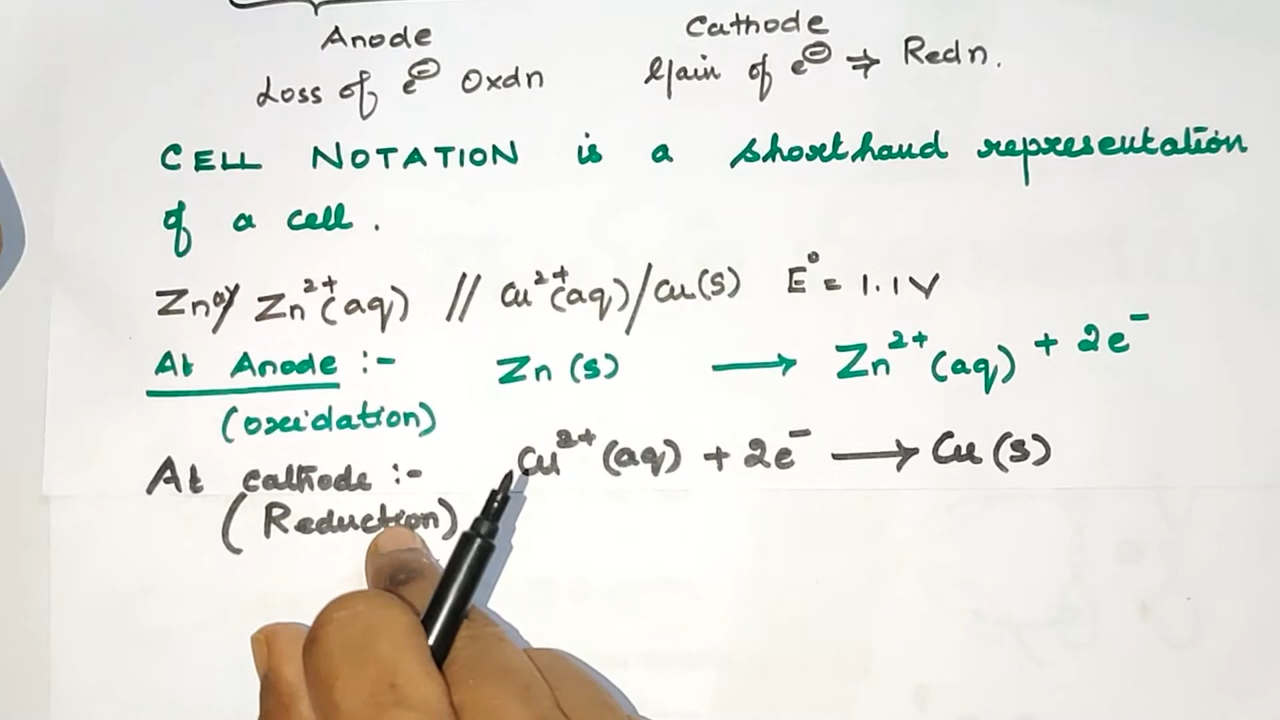 Anode Cathode
Loss of e⊖ Oxdn Gain of e⊖ ⇒ Redn.
CELL NOTATION is a shorthand representation
of a cell.
Zn(s)/ Zn²⁺(aq) // Cu²⁺(aq)/Cu(s) E° = 1.1V
At Anode :- Zn (s) ⟶ Zn²⁺(aq) + 2e⁻
(oxidation)
At cathode :- Cu²⁺ (aq) + 2e⁻ ⟶ Cu (s)
(Reduction)